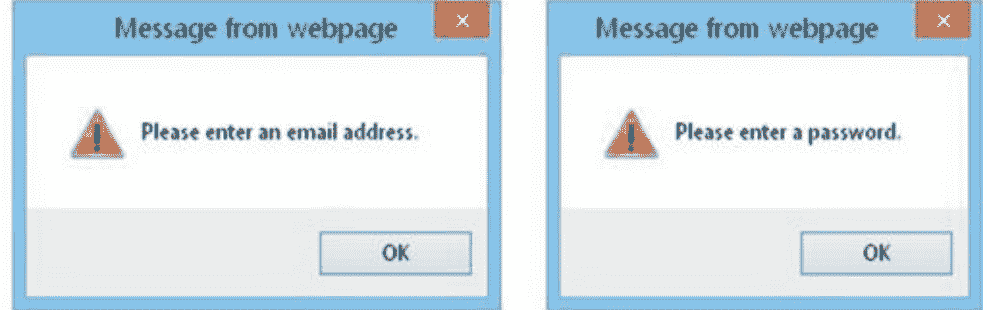 Message from webpage
Please enter an email address.
OK
Message from webpage
Please enter a password.
OK